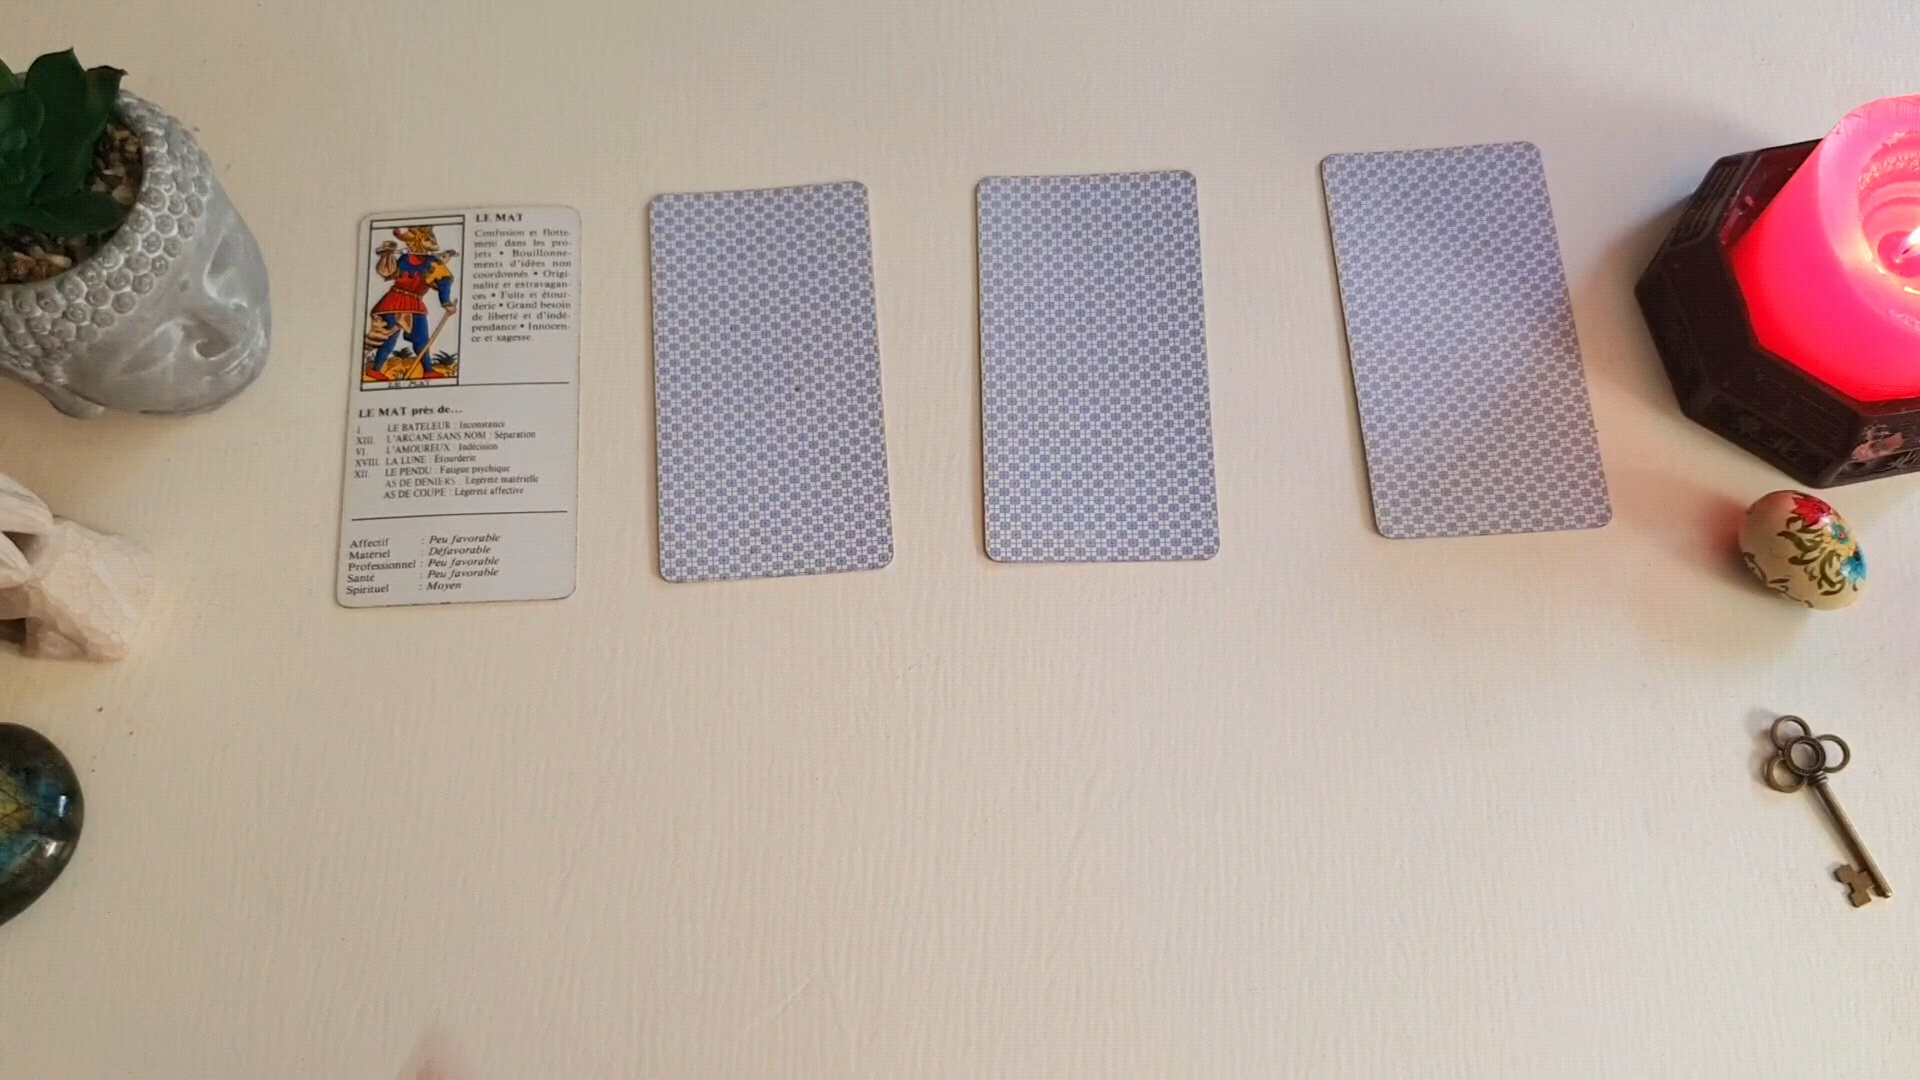 LE MAT
Confusion et flotte-
ment dans les pro-
jets • Bouillonne-
ments d'idées non
coordonnés • Origi-
nalité et extravagan-
ces • Fuite et étour-
derie • Grand besoin
de liberté et d'indé-
pendance • Innocen-
ce et sagesse.
LE MAT
LE MAT près de...
I. LE BATELEUR : Inconstance
XIII. L'ARCANE SANS NOM : Séparation
VI. L'AMOUREUX : Indécision
XVIII. LA LUNE : Étourderie
XII. LE PENDU : Fatigue psychique
AS DE DENIERS : Légèreté matérielle
AS DE COUPE : Légèreté affective
Affectif : Peu favorable
Matériel : Défavorable
Professionnel : Peu favorable
Santé : Peu favorable
Spirituel : Moyen